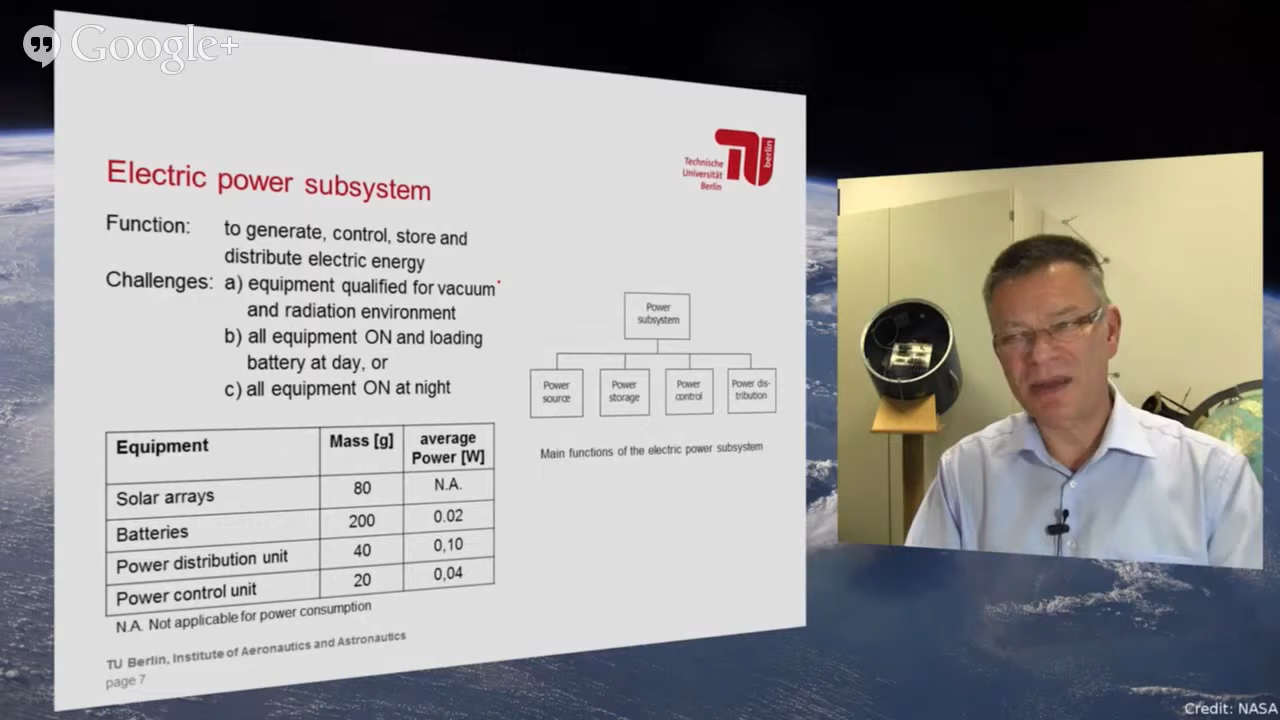 Google+
Technische
Universität
Berlin
berlin
Electric power subsystem
Function: to generate, control, store and
distribute electric energy
Challenges: a) equipment qualified for vacuum
and radiation environment
b) all equipment ON and loading
battery at day, or
c) all equipment ON at night
Equipment Mass [g] average
Power [W]
Solar arrays 80 N.A.
Batteries 200 0.02
Power distribution unit 40 0,10
Power control unit 20 0,04
N.A. Not applicable for power consumption
Power
subsystem
Power
source
Power
storage
Power
control
Power dis-
tribution
Main functions of the electric power subsystem
TU Berlin, Institute of Aeronautics and Astronautics
page 7
Credit: NASA